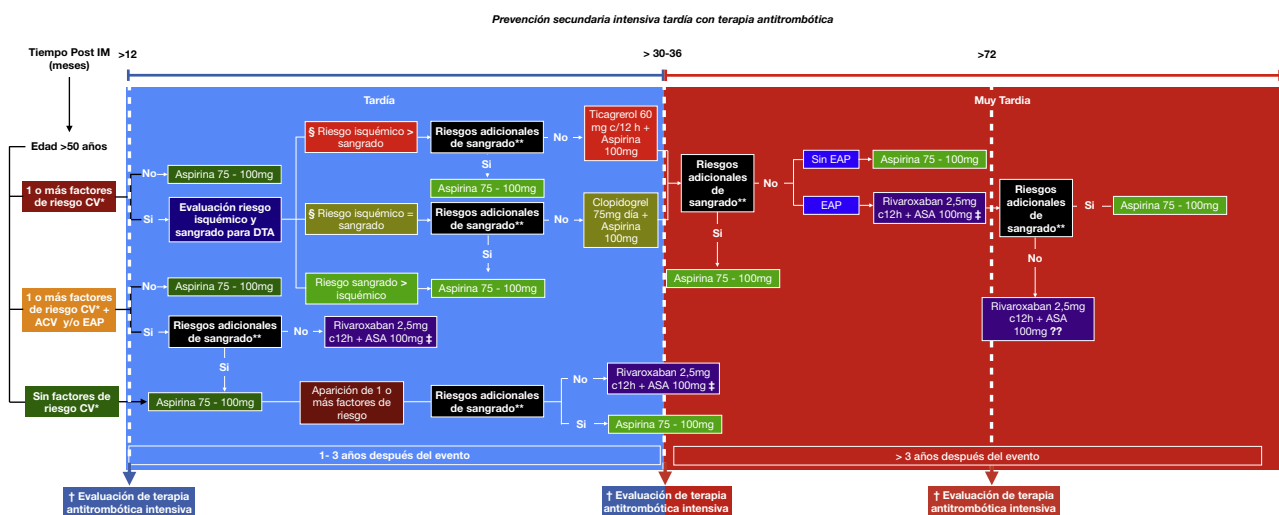 Prevención secundaria intensiva tardía con terapia antitrombótica
Tiempo Post IM
(meses)
>12
> 30-36
>72
Tardía
Muy Tardia
Edad >50 años
1 o más factores
de riesgo CV*
No
Aspirina 75 - 100mg
Si
Evaluación riesgo
isquémico y
sangrado para DTA
§ Riesgo isquémico >
sangrado
Riesgos adicionales
de sangrado**
No
Ticagrerol 60
mg c/12 h +
Aspirina
100mg
Si
Aspirina 75 - 100mg
§ Riesgo isquémico =
sangrado
Riesgos adicionales
de sangrado**
No
Clopidogrel
75mg día +
Aspirina
100mg
Si
Riesgo sangrado >
isquémico
Aspirina 75 - 100mg
Riesgos
adicionales
de
sangrado**
No
Si
Aspirina 75 - 100mg
Sin EAP
Aspirina 75 - 100mg
EAP
Rivaroxaban 2,5mg
c12h + ASA 100mg ‡
Riesgos
adicionales
de
sangrado**
Si
Aspirina 75 - 100mg
No
Rivaroxaban 2,5mg
c12h + ASA
100mg ??
1 o más factores
de riesgo CV* +
ACV y/o EAP
No
Aspirina 75 - 100mg
Si
Riesgos adicionales
de sangrado**
No
Rivaroxaban 2,5mg
c12h + ASA 100mg ‡
Si
Sin factores de
riesgo CV*
Aspirina 75 - 100mg
Aparición de 1 o
más factores de
riesgo
Riesgos adicionales
de sangrado**
No
Rivaroxaban 2,5mg
c12h + ASA 100mg ‡
Si
Aspirina 75 - 100mg
1- 3 años después del evento
> 3 años después del evento
† Evaluación de terapia
antitrombótica intensiva
† Evaluación de terapia
antitrombótica intensiva
† Evaluación de terapia
antitrombótica intensiva